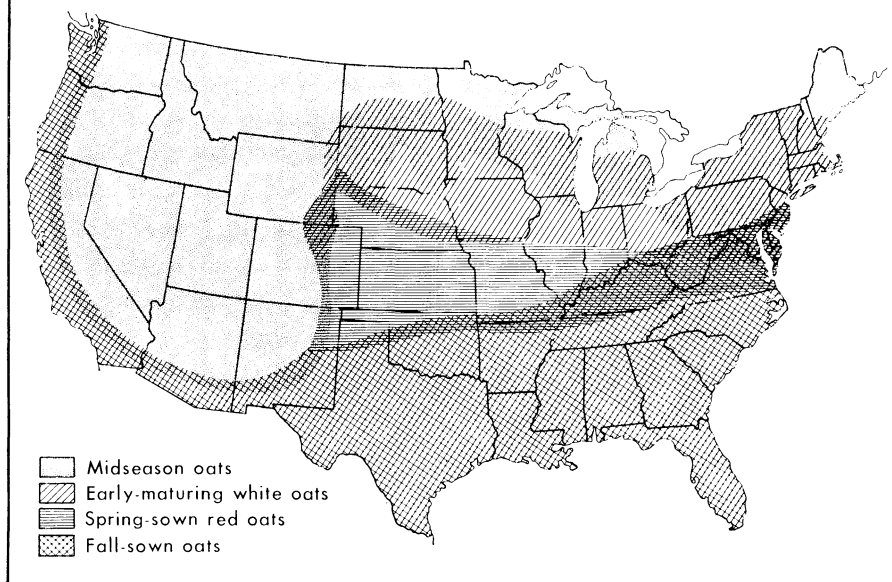 Midseason oats
Early-maturing white oats
Spring-sown red oats
Fall-sown oats